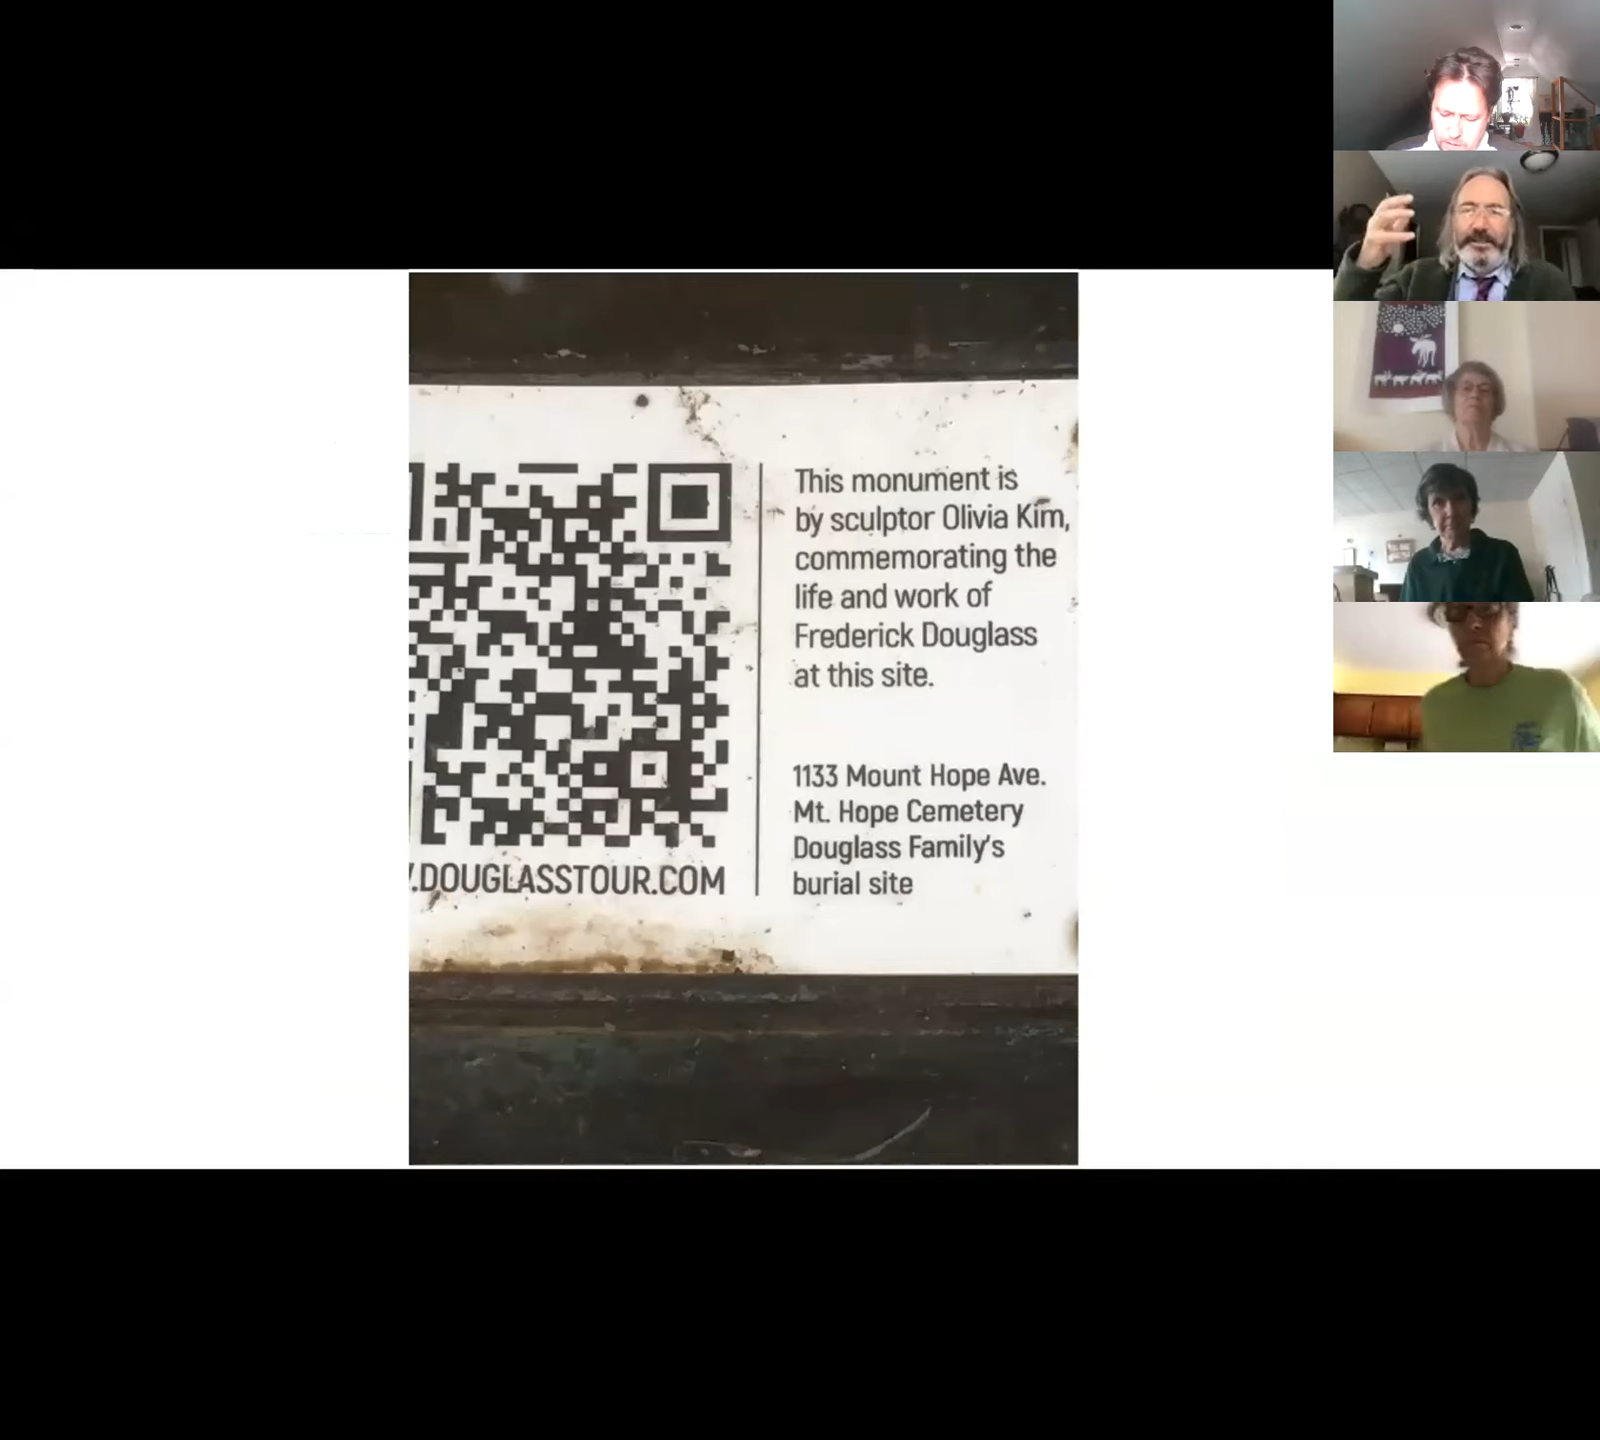 This monument is
by sculptor Olivia Kim,
commemorating the
life and work of
Frederick Douglass
at this site.
1133 Mount Hope Ave.
Mt. Hope Cemetery
Douglass Family's
burial site
.DOUGLASSTOUR.COM